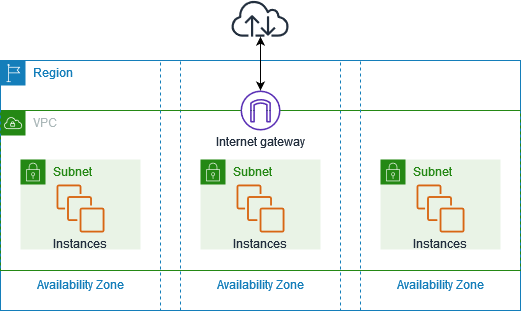 Region
VPC
Internet gateway
Subnet
Subnet
Subnet
Instances
Instances
Instances
Availability Zone
Availability Zone
Availability Zone